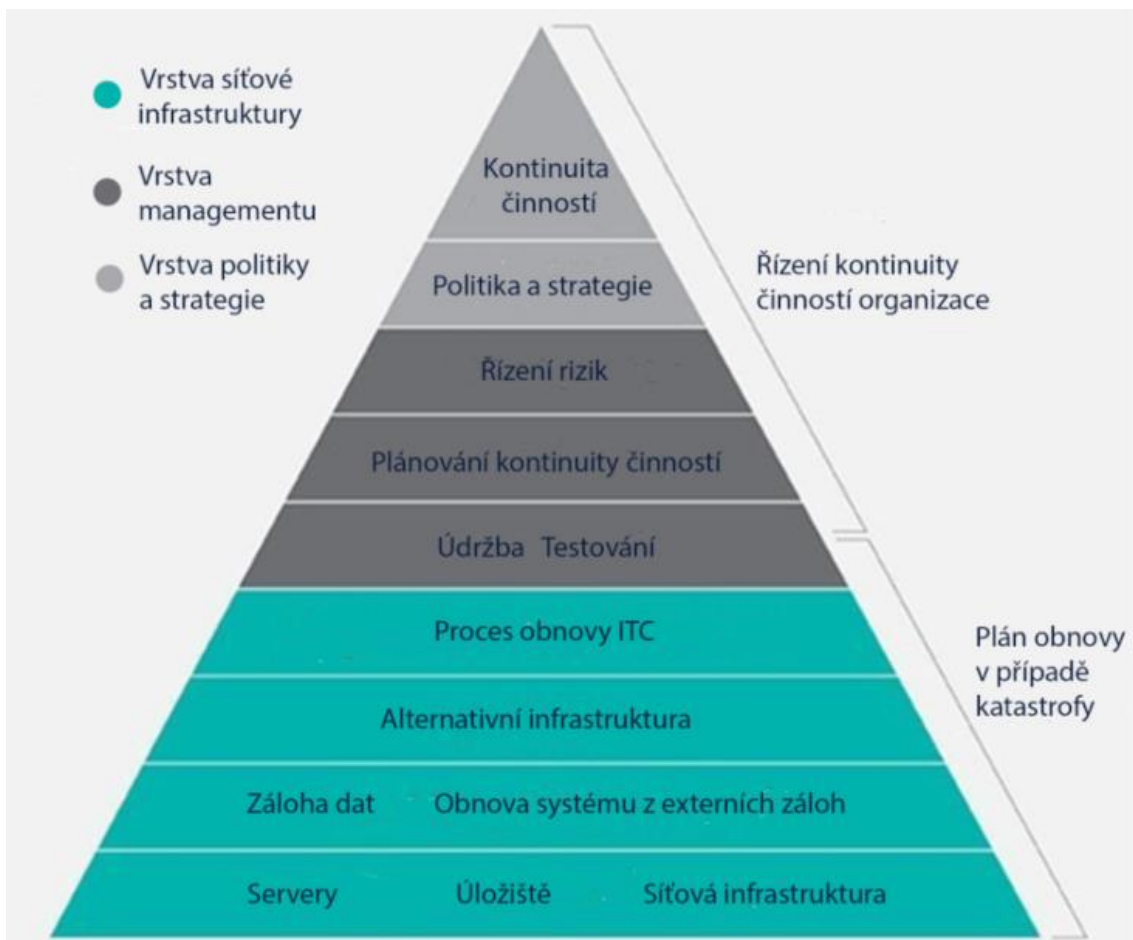 Vrstva síťové
infrastruktury
Vrstva
managementu
Vrstva politiky
a strategie
Kontinuita
činností
Politika a strategie
Řízení rizik
Plánování kontinuity činností
Údržba Testování
Proces obnovy ITC
Alternativní infrastruktura
Záloha dat Obnova systému z externích záloh
Servery Úložiště Síťová infrastruktura
Řízení kontinuity
činností organizace
Plán obnovy
v případě
katastrofy